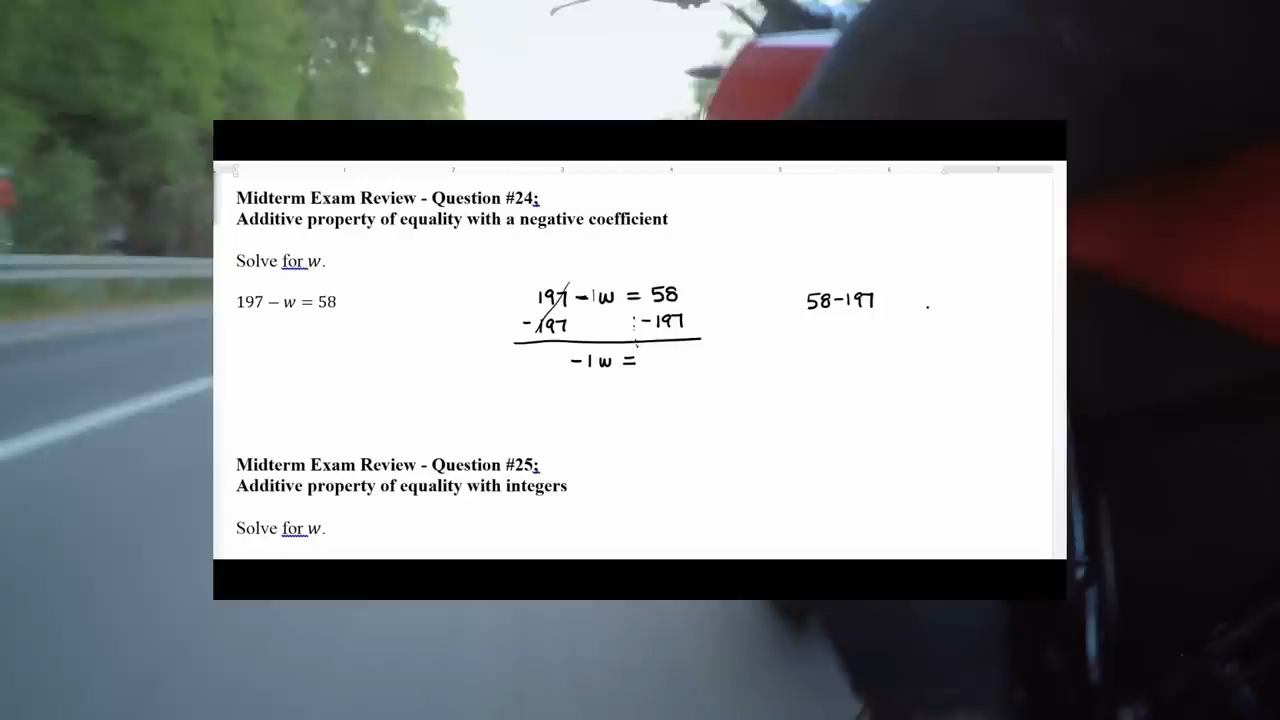 Midterm Exam Review - Question #24;
Additive property of equality with a negative coefficient
Solve for w.
197 − w = 58
197 - 1w = 58
-197 -197
-1w =
58-197
Midterm Exam Review - Question #25;
Additive property of equality with integers
Solve for w.